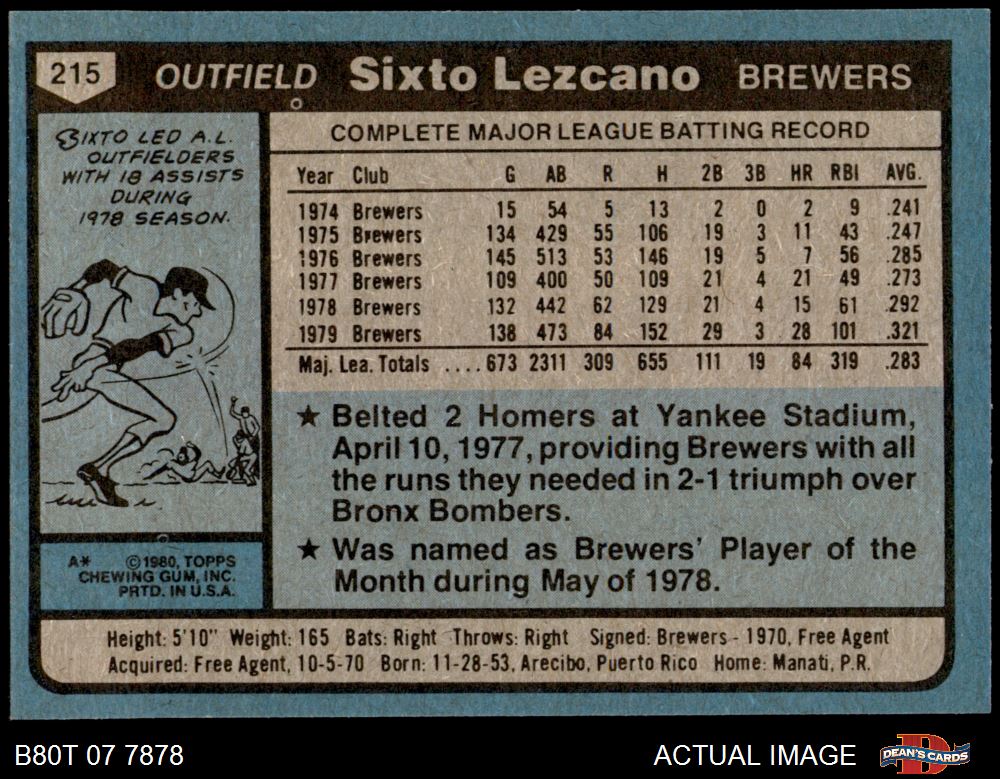 215 OUTFIELD Sixto Lezcano BREWERS
SIXTO LED A.L.
OUTFIELDERS
WITH 18 ASSISTS
DURING
1978 SEASON.
COMPLETE MAJOR LEAGUE BATTING RECORD
Year Club G AB R H 2B 3B HR RBI AVG.
1974 Brewers 15 54 5 13 2 0 2 9 .241
1975 Brewers 134 429 55 106 19 3 11 43 .247
1976 Brewers 145 513 53 146 19 5 7 56 .285
1977 Brewers 109 400 50 109 21 4 21 49 .273
1978 Brewers 132 442 62 129 21 4 15 61 .292
1979 Brewers 138 473 84 152 29 3 28 101 .321
Maj. Lea. Totals .... 673 2311 309 655 111 19 84 319 .283
★ Belted 2 Homers at Yankee Stadium,
April 10, 1977, providing Brewers with all
the runs they needed in 2-1 triumph over
Bronx Bombers.
★ Was named as Brewers' Player of the
Month during May of 1978.
A* ©1980, TOPPS
CHEWING GUM, INC.
PRTD. IN U.S.A.
Height: 5'10" Weight: 165 Bats: Right Throws: Right Signed: Brewers - 1970, Free Agent
Acquired: Free Agent, 10-5-70 Born: 11-28-53, Arecibo, Puerto Rico Home: Manati, P.R.
B80T 07 7878 ACTUAL IMAGE DEAN'S CARDS